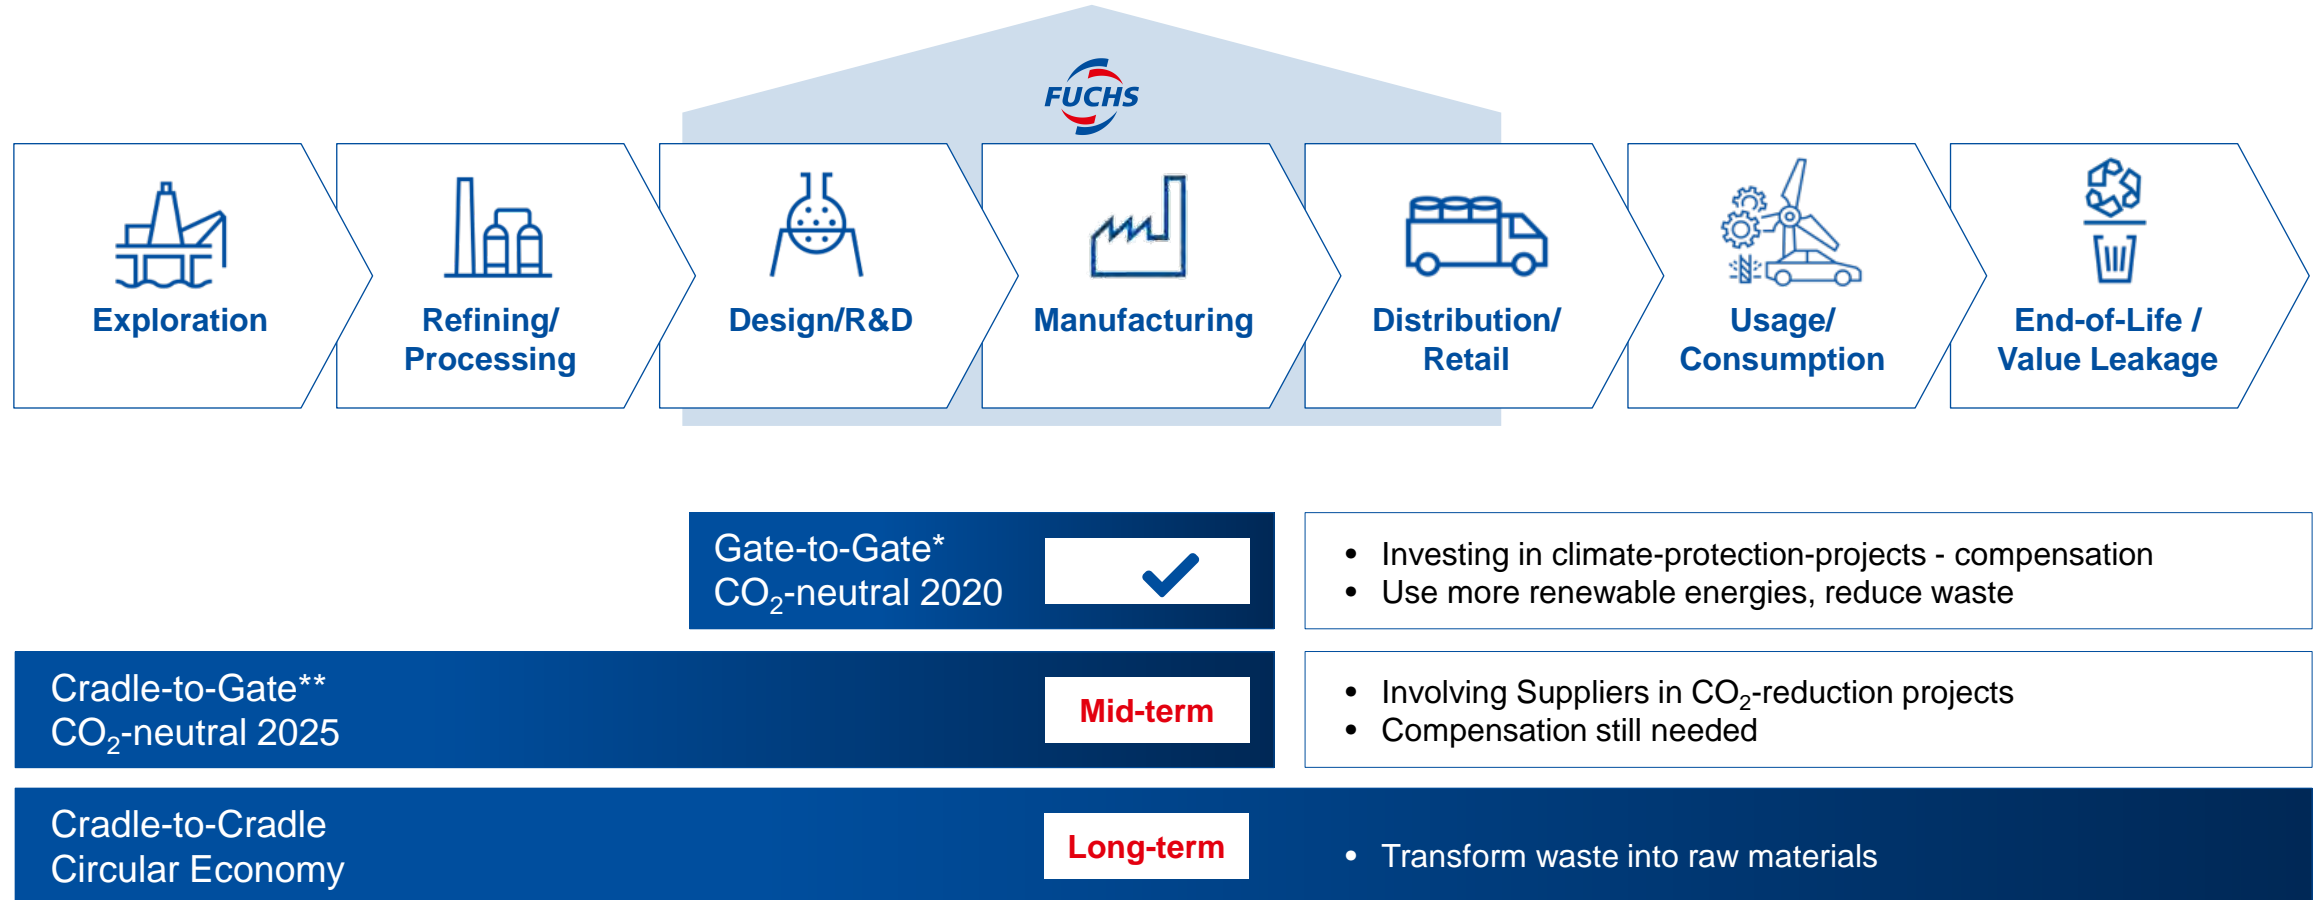 FUCHS
Exploration
Refining/
Processing
Design/R&D
Manufacturing
Distribution/
Retail
Usage/
Consumption
End-of-Life /
Value Leakage
Gate-to-Gate*
CO₂-neutral 2020
• Investing in climate-protection-projects - compensation
• Use more renewable energies, reduce waste
Cradle-to-Gate**
CO₂-neutral 2025
Mid-term
• Involving Suppliers in CO₂-reduction projects
• Compensation still needed
Cradle-to-Cradle
Circular Economy
Long-term
• Transform waste into raw materials